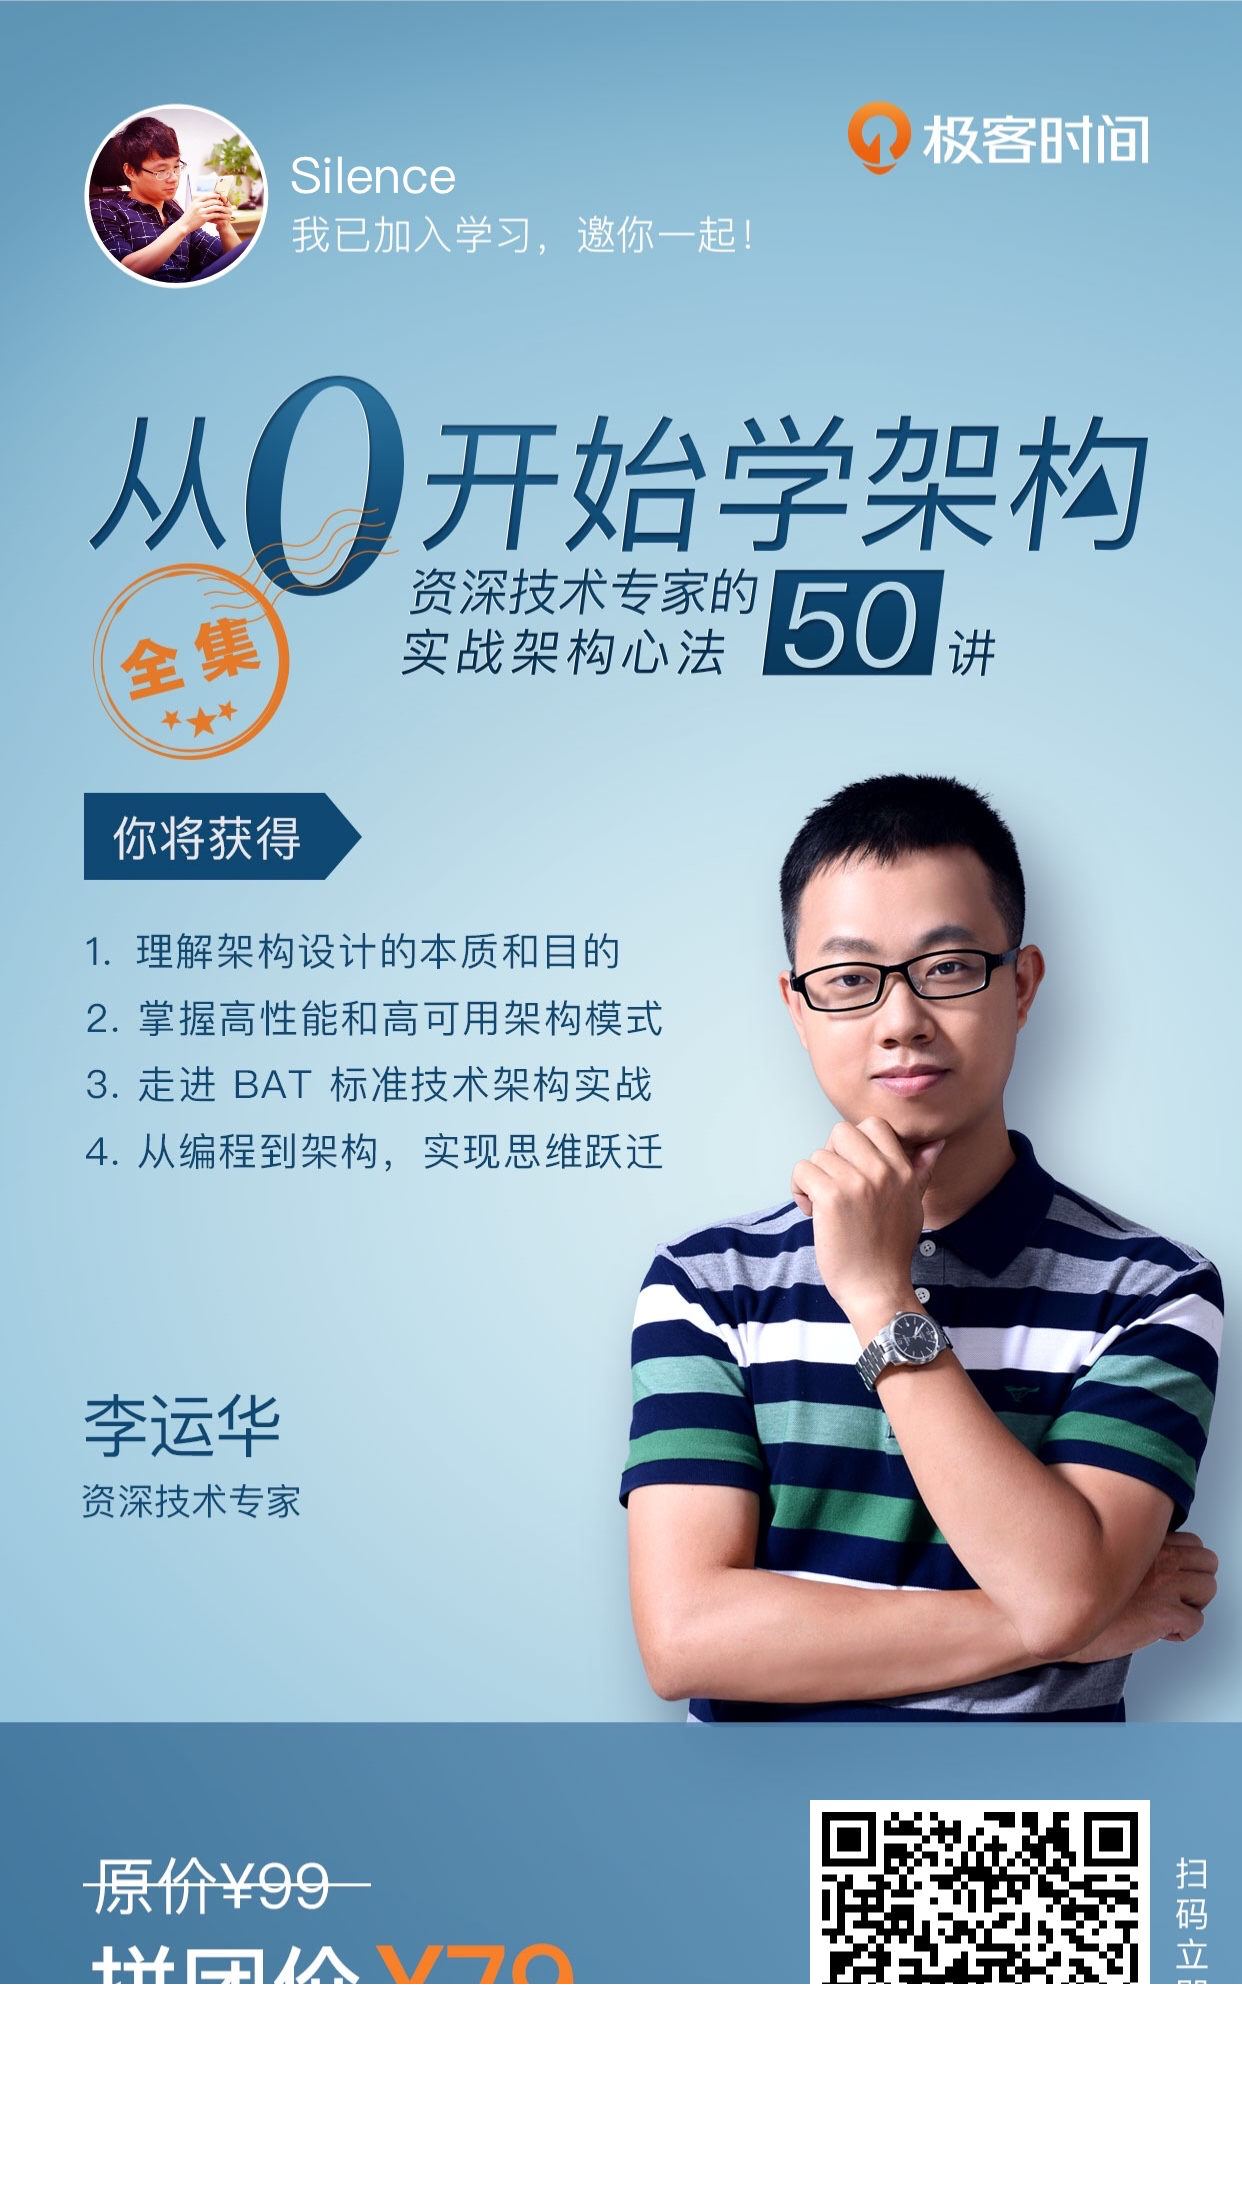 极客时间
Silence
我已加入学习，邀你一起！
从0开始学架构
资深技术专家的
实战架构心法 50 讲
全集
你将获得
1. 理解架构设计的本质和目的
2. 掌握高性能和高可用架构模式
3. 走进 BAT 标准技术架构实战
4. 从编程到架构，实现思维跃迁
李运华
资深技术专家
原价¥99
拼团价¥79
扫码立